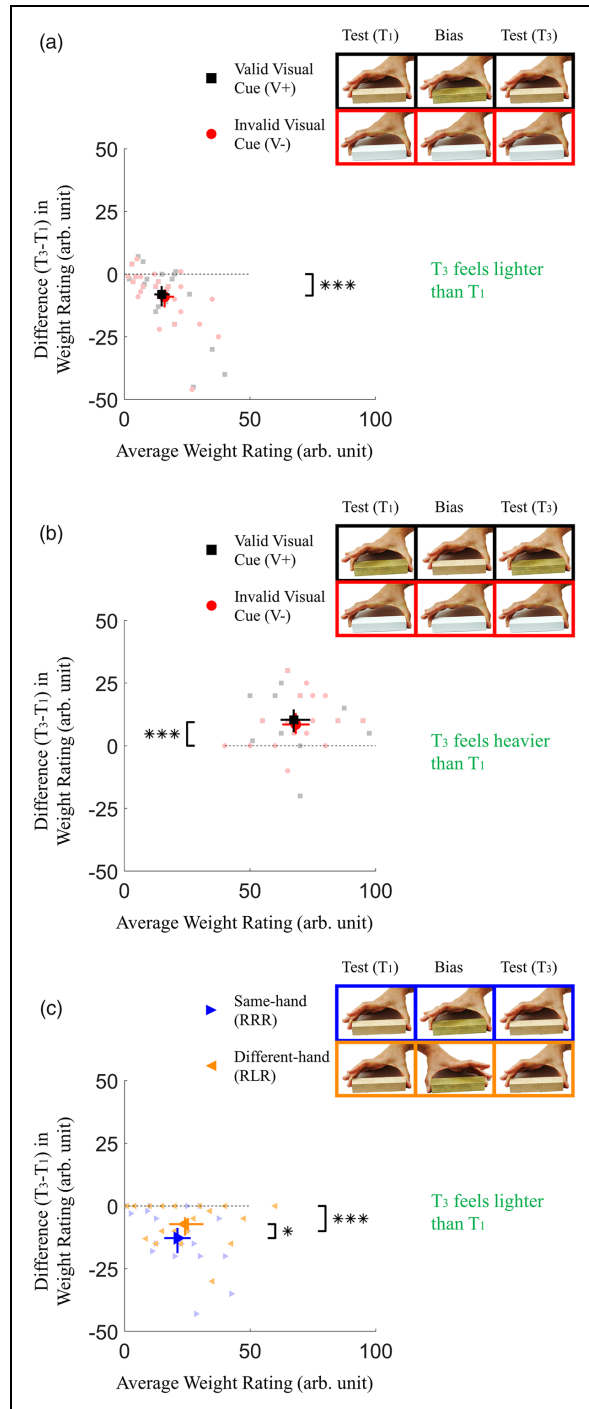 (a)
Test (T1) Bias Test (T3)
Valid Visual
Cue (V+)
Invalid Visual
Cue (V-)
50
25
0
-25
-50
0 50 100
Difference (T3-T1) in
Weight Rating (arb. unit)
Average Weight Rating (arb. unit)
***
T3 feels lighter
than T1
(b)
Test (T1) Bias Test (T3)
Valid Visual
Cue (V+)
Invalid Visual
Cue (V-)
50
25
0
-25
-50
0 50 100
Difference (T3-T1) in
Weight Rating (arb. unit)
Average Weight Rating (arb. unit)
***
T3 feels heavier
than T1
(c)
Test (T1) Bias Test (T3)
Same-hand
(RRR)
Different-hand
(RLR)
50
25
0
-25
-50
0 50 100
Difference (T3-T1) in
Weight Rating (arb. unit)
Average Weight Rating (arb. unit)
*
***
T3 feels lighter
than T1